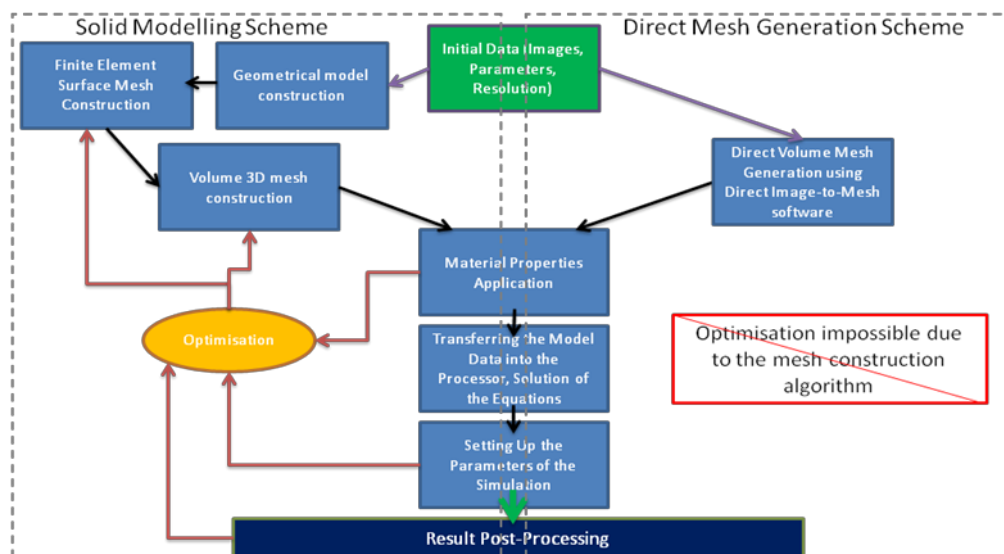 Solid Modelling Scheme
Direct Mesh Generation Scheme
Finite Element
Surface Mesh
Construction
Geometrical model
construction
Initial Data (Images,
Parameters,
Resolution)
Volume 3D mesh
construction
Direct Volume Mesh
Generation using
Direct Image-to-Mesh
software
Material Properties
Application
Optimisation
Transferring the Model
Data into the
Processor, Solution of
the Equations
Optimisation impossible due
to the mesh construction
algorithm
Setting Up the
Parameters of the
Simulation
Result Post-Processing